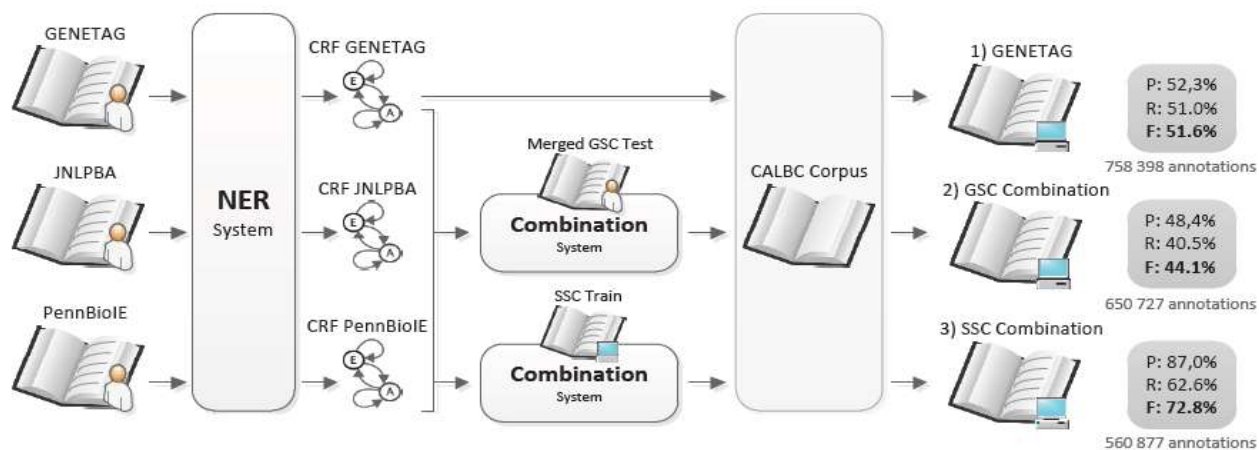 GENETAG
JNLPBA
PennBioIE
NER
System
CRF GENETAG
E
A
CRF JNLPBA
E
A
CRF PennBioIE
E
A
Merged GSC Test
Combination
System
SSC Train
Combination
System
CALBC Corpus
1) GENETAG
P: 52,3%
R: 51.0%
F: 51.6%
758 398 annotations
2) GSC Combination
P: 48,4%
R: 40.5%
F: 44.1%
650 727 annotations
3) SSC Combination
P: 87,0%
R: 62.6%
F: 72.8%
560 877 annotations